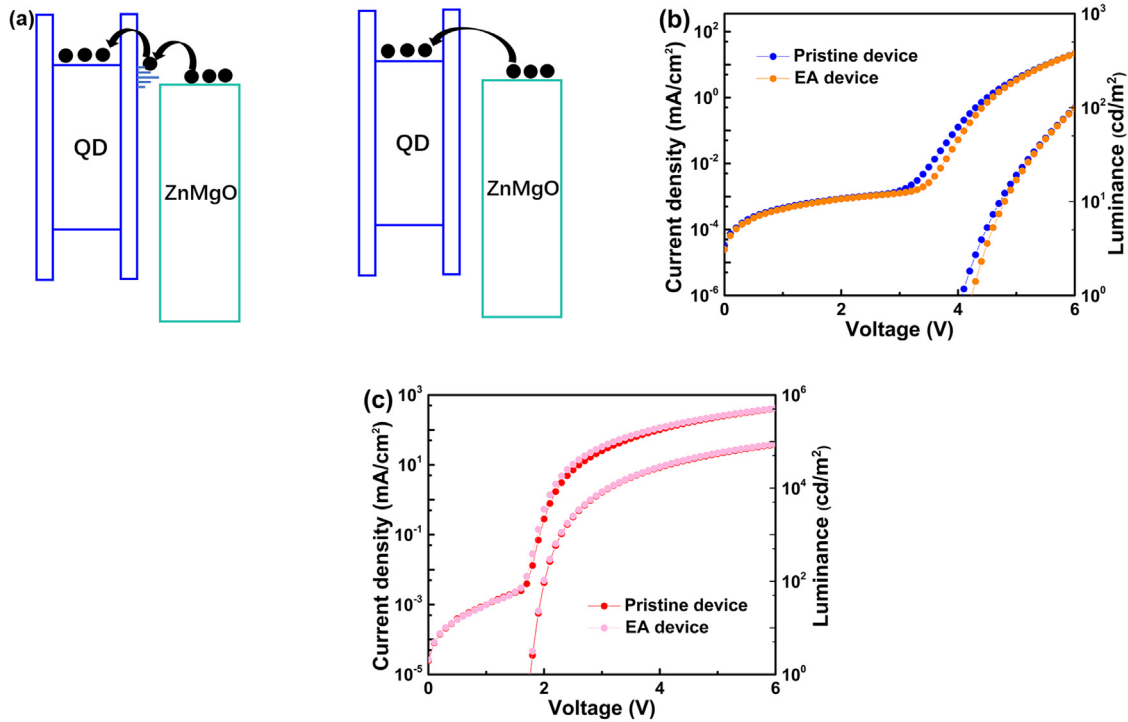 (a)
QD
ZnMgO
QD
ZnMgO
(b)
Current density (mA/cm²)
10²
10⁰
10⁻²
10⁻⁴
10⁻⁶
Pristine device
EA device
10³
10²
10¹
10⁰
Luminance (cd/m²)
0 2 4 6
Voltage (V)
(c)
Current density (mA/cm²)
10³
10¹
10⁻¹
10⁻³
10⁻⁵
Pristine device
EA device
10⁶
10⁴
10²
10⁰
Luminance (cd/m²)
0 2 4 6
Voltage (V)